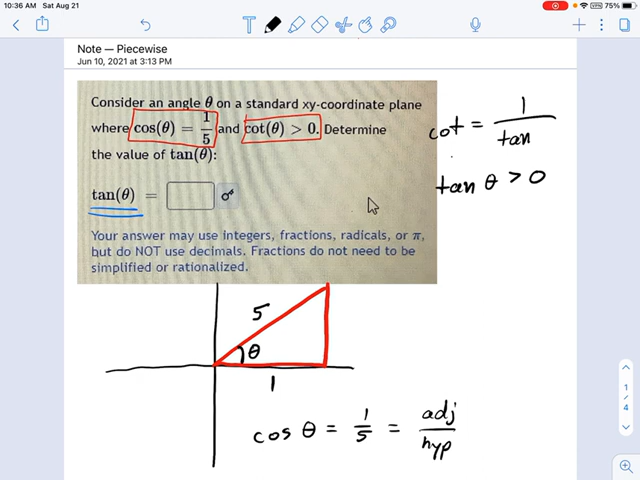 10:36 AM Sat Aug 21
75%
Note — Piecewise
Jun 10, 2021 at 3:13 PM
Consider an angle θ on a standard xy-coordinate plane
where cos(θ) = 1/5 and cot(θ) > 0. Determine
the value of tan(θ):
tan(θ) =
Your answer may use integers, fractions, radicals, or π,
but do NOT use decimals. Fractions do not need to be
simplified or rationalized.
cot = 1/tan
tan θ > 0
5
θ
1
cos θ = 1/5 = adj/hyp
1/4